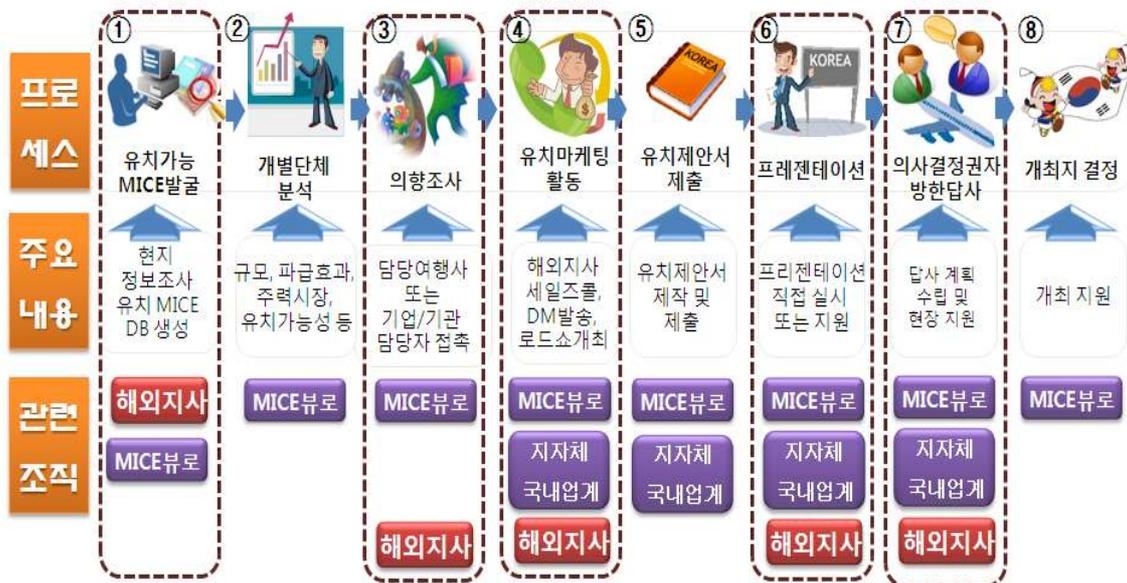 ① ② ③ ④ ⑤ ⑥ ⑦ ⑧
KOREA
KOREA
프로
세스
유치가능
MICE발굴
개별단체
분석
의향조사
유치마케팅
활동
유치제안서
제출
프레젠테이션
의사결정권자
방한답사
개최지 결정
주요
내용
현지
정보조사
유치 MICE
DB 생성
규모, 파급효과,
주력시장,
유치가능성 등
담당여행사
또는
기업/기관
담당자 접촉
해외지사
세일즈콜,
DM발송,
로드쇼개최
유치제안서
제작 및
제출
프리젠테이션
직접 실시
또는 지원
답사 계획
수립 및
현장 지원
개최 지원
관련
조직
해외지사
MICE뷰로
MICE뷰로
MICE뷰로
해외지사
MICE뷰로
지자체
국내업계
해외지사
MICE뷰로
지자체
국내업계
MICE뷰로
지자체
국내업계
해외지사
MICE뷰로
지자체
국내업계
해외지사
MICE뷰로